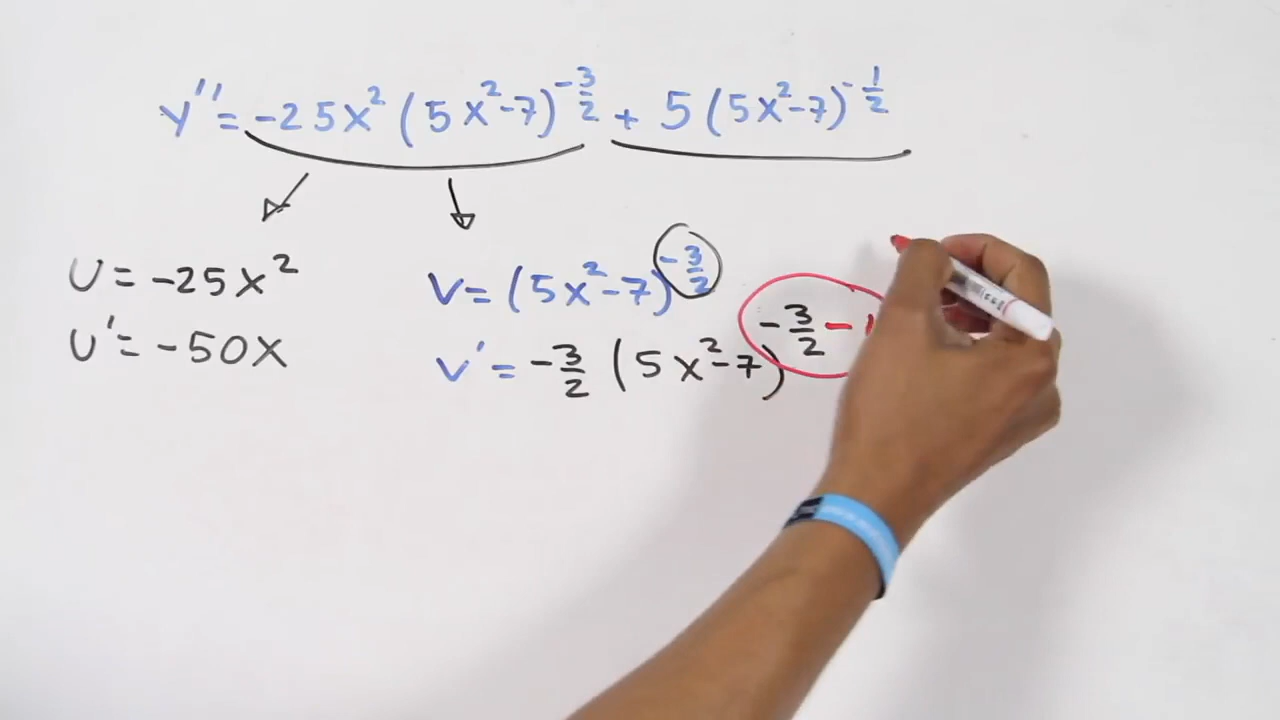 y'' = -25x² (5x²-7)^-3/2 + 5 (5x²-7)^-1/2
U = -25x²
U' = -50x
V = (5x²-7)^-3/2
V' = -3/2 (5x²-7)^-3/2 - 1